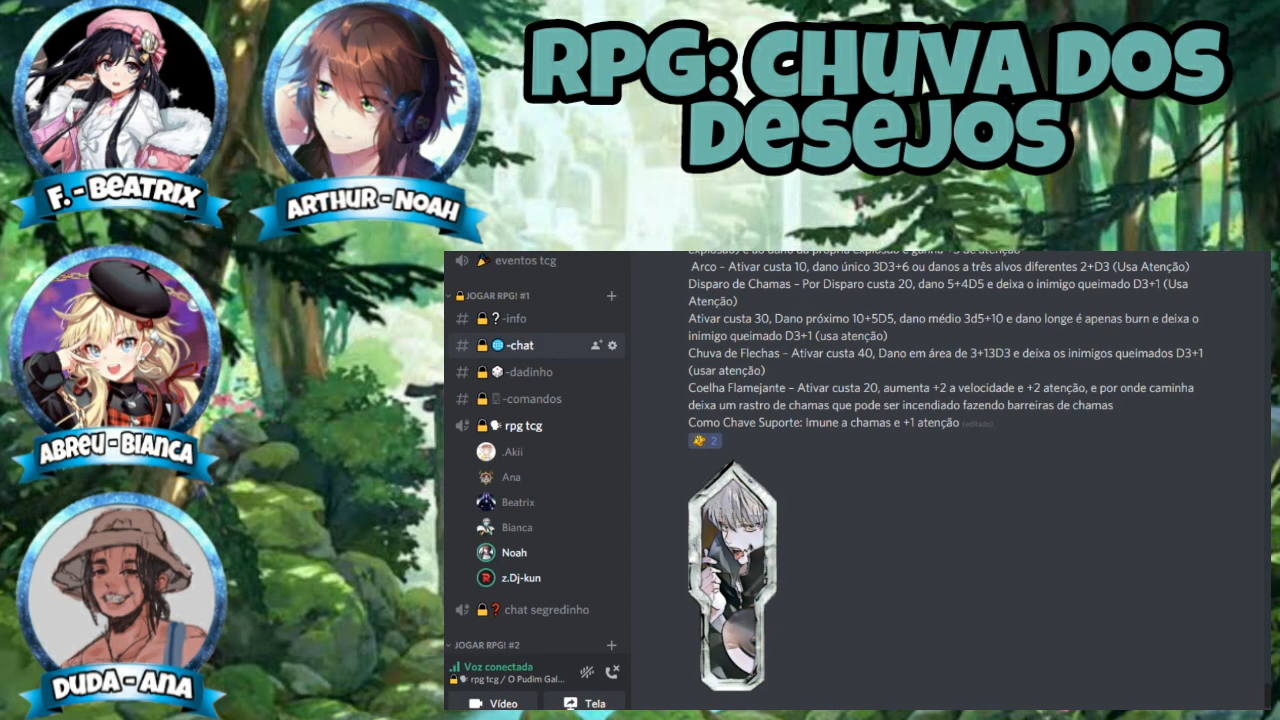 RPG: CHUVA DOS
DESEJOS
F. - BEATRIX
ARTHUR - NOAH
ABREU - BIANCA
DUDA - ANA
eventos tcg
JOGAR RPG! #1
-info
-chat
-dadinho
-comandos
rpg tcg
.Akii
Ana
Beatrix
Bianca
Noah
z.Dj-kun
chat segredinho
JOGAR RPG! #2
Voz conectada
rpg tcg / O Pudim Gal...
Vídeo
Tela
Arco – Ativar custa 10, dano único 3D3+6 ou danos a três alvos diferentes 2+D3 (Usa Atenção)
Disparo de Chamas – Por Disparo custa 20, dano 5+4D5 e deixa o inimigo queimado D3+1 (Usa
Atenção)
Ativar custa 30, Dano próximo 10+5D5, dano médio 3d5+10 e dano longe é apenas burn e deixa o
inimigo queimado D3+1 (usa atenção)
Chuva de Flechas – Ativar custa 40, Dano em área de 3+13D3 e deixa os inimigos queimados D3+1
(usar atenção)
Coelha Flamejante – Ativar custa 20, aumenta +2 a velocidade e +2 atenção, e por onde caminha
deixa um rastro de chamas que pode ser incendiado fazendo barreiras de chamas
Como Chave Suporte: Imune a chamas e +1 atenção (editado)
2